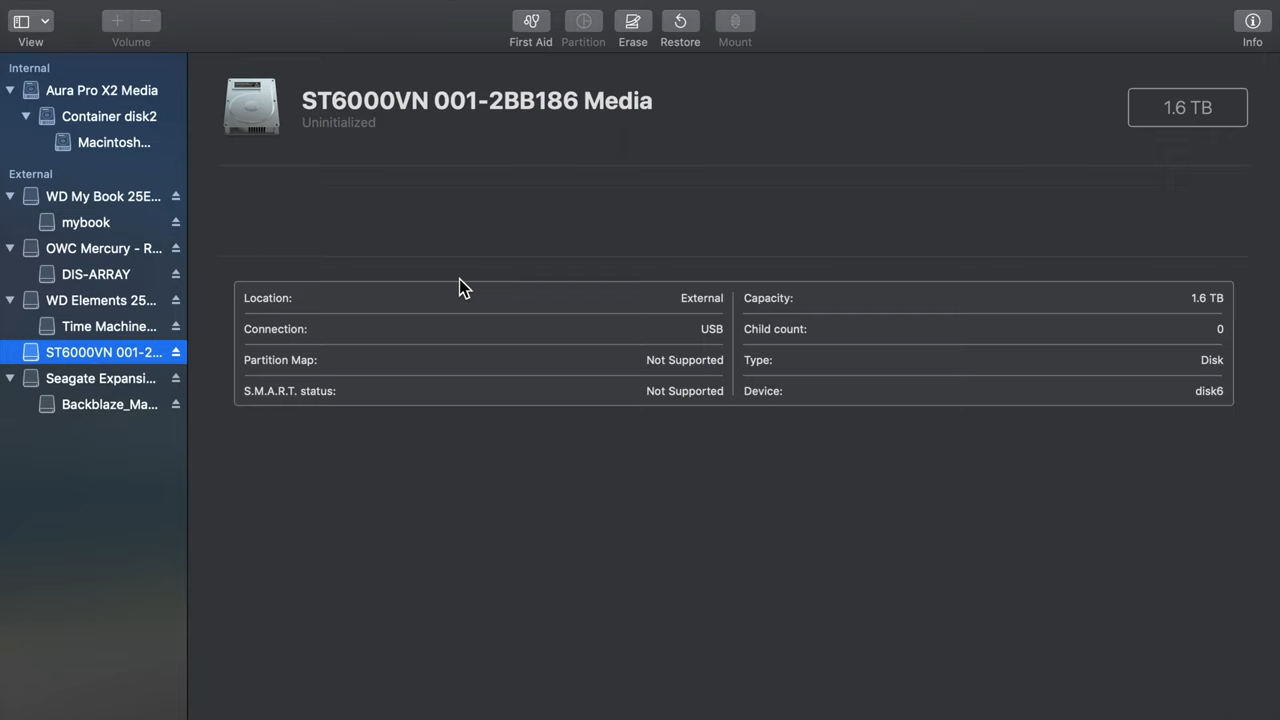 View
Volume
First Aid
Partition
Erase
Restore
Mount
Info
Internal
Aura Pro X2 Media
Container disk2
Macintosh...
External
WD My Book 25E...
mybook
OWC Mercury - R...
DIS-ARRAY
WD Elements 25...
Time Machine...
ST6000VN 001-2...
Seagate Expansi...
Backblaze_Ma...
ST6000VN 001-2BB186 Media
Uninitialized
1.6 TB
Location: External
Connection: USB
Partition Map: Not Supported
S.M.A.R.T. status: Not Supported
Capacity: 1.6 TB
Child count: 0
Type: Disk
Device: disk6